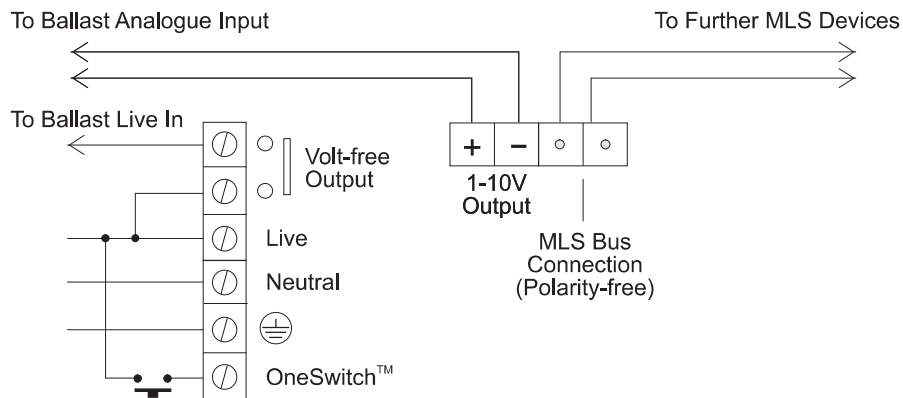 To Ballast Analogue Input
To Further MLS Devices
To Ballast Live In
Volt-free
Output
+ −
1-10V
Output
Live
MLS Bus
Connection
(Polarity-free)
Neutral
OneSwitch™